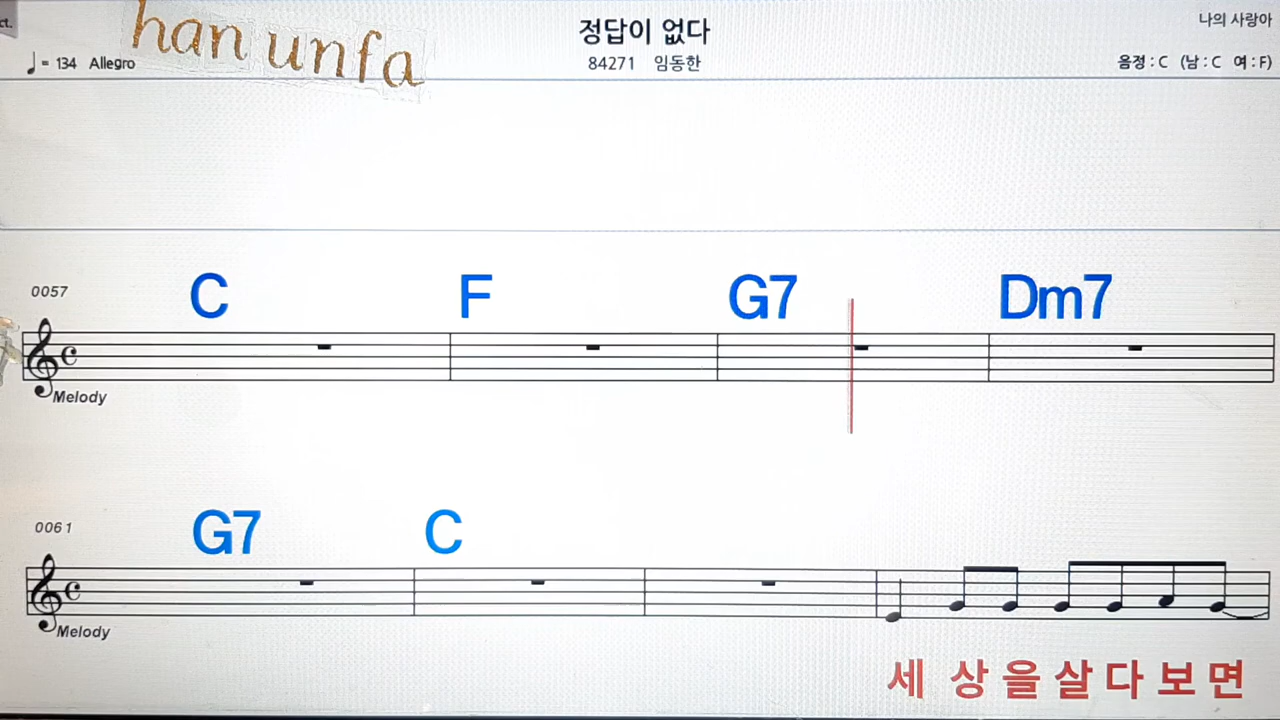 ct.
han unfa
정답이 없다
나의 사랑아
♩= 134 Allegro
84271 임동한
음정 : C (남 : C 여 : F)
0057
C F G7 Dm7
Melody
0061
G7 C
Melody
세 상 을 살 다 보 면